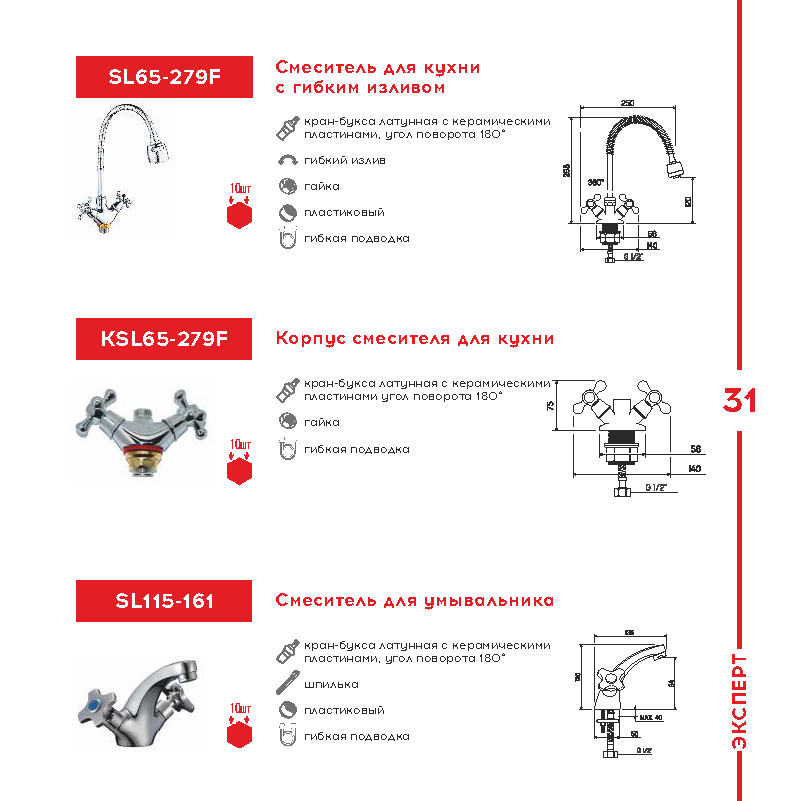 SL65-279F
Смеситель для кухни
с гибким изливом
кран-букса латунная с керамическими
пластинами, угол поворота 180°
гибкий излив
гайка
пластиковый
гибкая подводка
10шт
250
360°
120
56
140
G 1/2"
KSL65-279F
Корпус смесителя для кухни
кран-букса латунная с керамическими
пластинами угол поворота 180°
гайка
гибкая подводка
10шт
75
56
140
G 1/2"
31
SL115-161
Смеситель для умывальника
кран-букса латунная с керамическими
пластинами, угол поворота 180°
шпилька
пластиковый
гибкая подводка
10шт
MAX. 40
50
G 1/2"
ЭКСПЕРТ